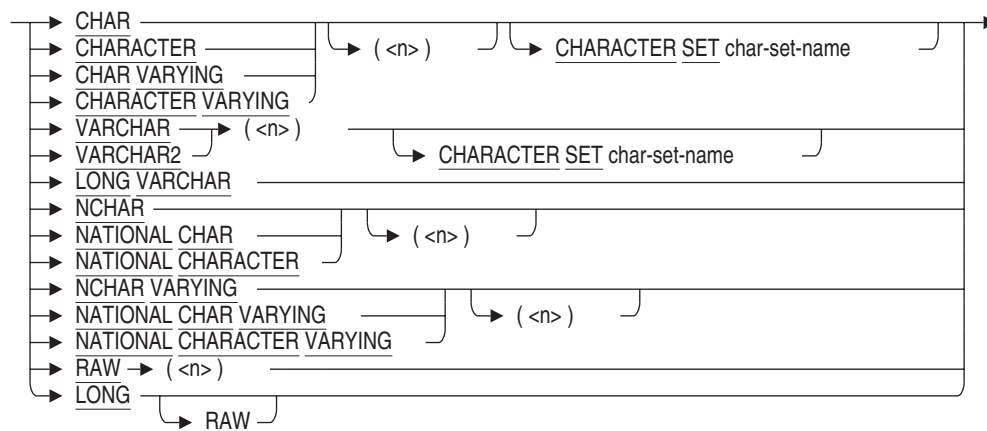 CHAR ( <n> ) CHARACTER SET char-set-name
CHARACTER
CHAR VARYING
CHARACTER VARYING
VARCHAR ( <n> )
VARCHAR2 CHARACTER SET char-set-name
LONG VARCHAR
NCHAR
NATIONAL CHAR ( <n> )
NATIONAL CHARACTER
NCHAR VARYING
NATIONAL CHAR VARYING ( <n> )
NATIONAL CHARACTER VARYING
RAW ( <n> )
LONG
RAW